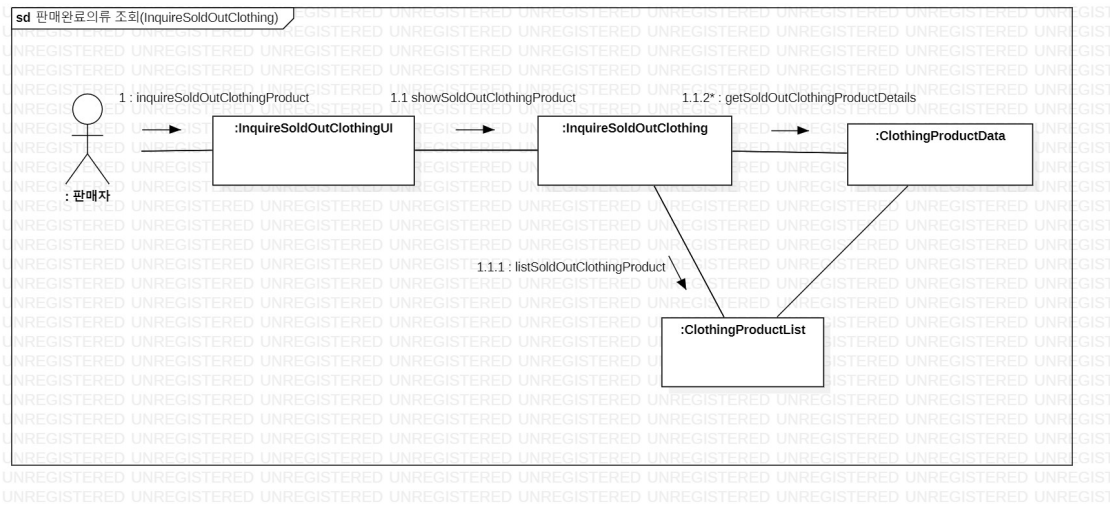 sd 판매완료의류 조회(InquireSoldOutClothing)
1 : inquireSoldOutClothingProduct
1.1 showSoldOutClothingProduct
1.1.2* : getSoldOutClothingProductDetails
:InquireSoldOutClothingUI
:InquireSoldOutClothing
:ClothingProductData
: 판매자
1.1.1 : listSoldOutClothingProduct
:ClothingProductList
UNREGISTERED